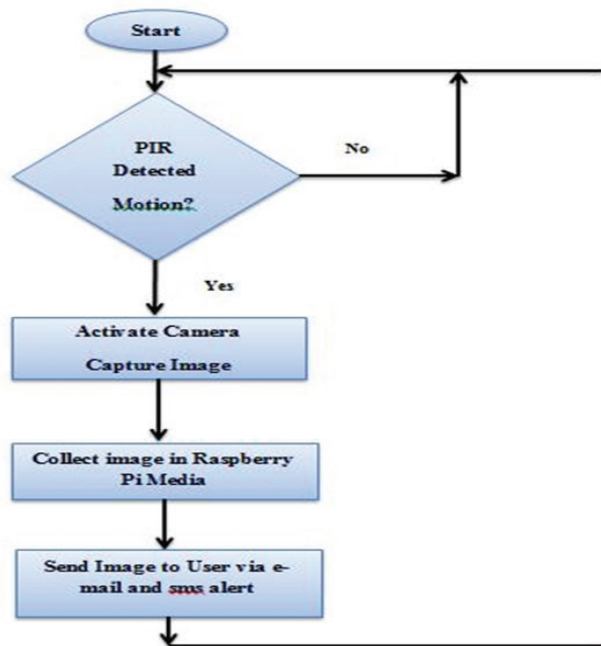 Start
PIR
Detected
Motion?
No
Yes
Activate Camera
Capture Image
Collect image in Raspberry
Pi Media
Send Image to User via e-
mail and sms alert